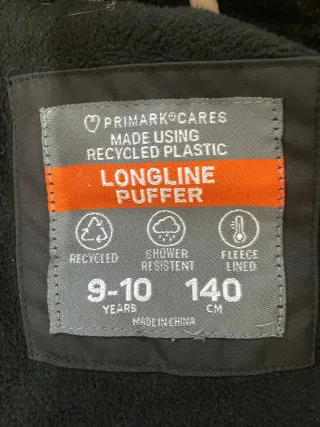 PRIMARK® CARES
MADE USING
RECYCLED PLASTIC
LONGLINE
PUFFER
RECYCLED
SHOWER
RESISTENT
FLEECE
LINED
9-10
YEARS
140
CM
MADE IN CHINA